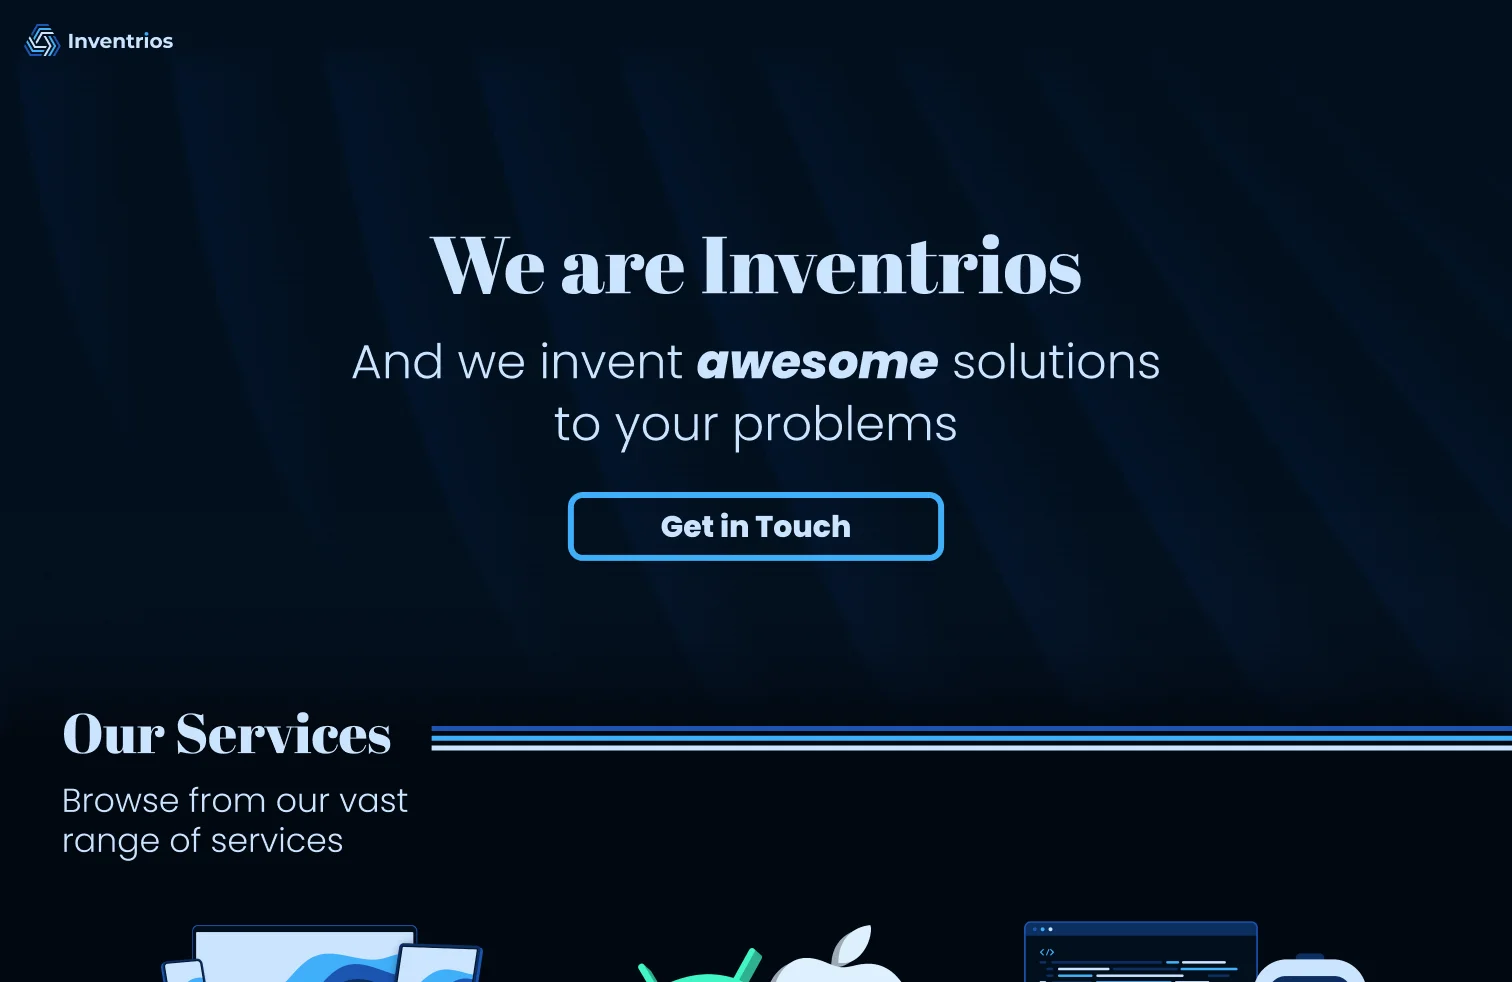 Inventrios
We are Inventrios
And we invent awesome solutions
to your problems
Get in Touch
Our Services
Browse from our vast
range of services
</>